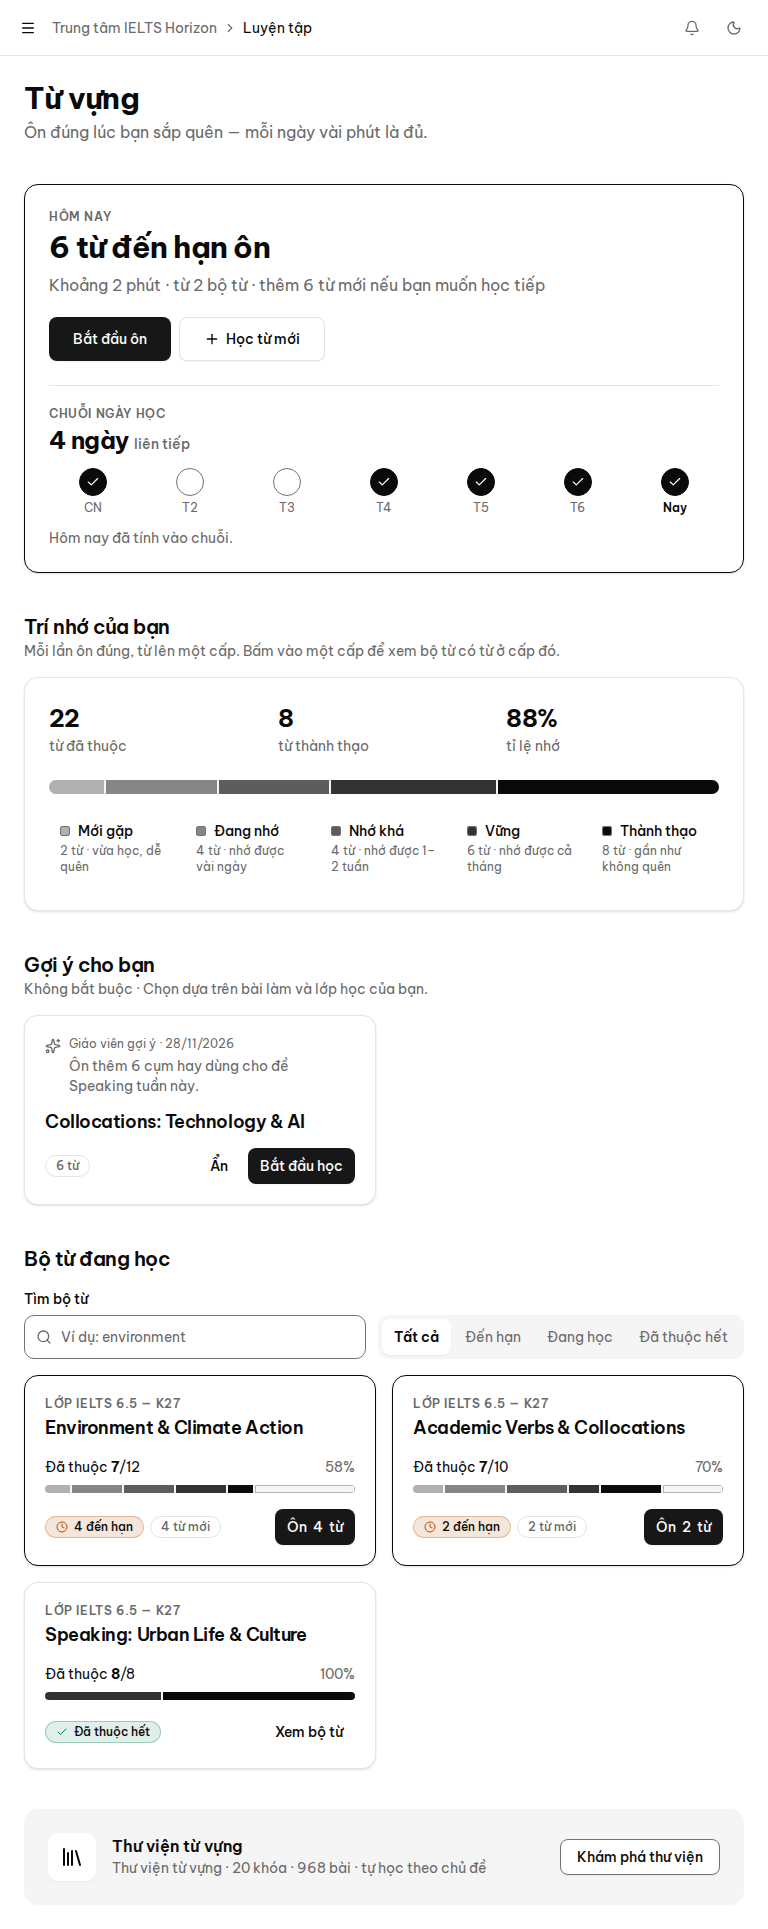 Trung tâm IELTS Horizon > Luyện tập
Từ vựng
Ôn đúng lúc bạn sắp quên — mỗi ngày vài phút là đủ.
HÔM NAY
6 từ đến hạn ôn
Khoảng 2 phút · từ 2 bộ từ · thêm 6 từ mới nếu bạn muốn học tiếp
Bắt đầu ôn
+ Học từ mới
CHUỖI NGÀY HỌC
4 ngày liên tiếp
CN T2 T3 T4 T5 T6 Nay
Hôm nay đã tính vào chuỗi.
Trí nhớ của bạn
Mỗi lần ôn đúng, từ lên một cấp. Bấm vào một cấp để xem bộ từ có từ ở cấp đó.
22 8 88%
từ đã thuộc từ thành thạo tỉ lệ nhớ
Mới gặp
2 từ · vừa học, dễ
quên
Đang nhớ
4 từ · nhớ được
vài ngày
Nhớ khá
4 từ · nhớ được 1–
2 tuần
Vững
6 từ · nhớ được cả
tháng
Thành thạo
8 từ · gần như
không quên
Gợi ý cho bạn
Không bắt buộc · Chọn dựa trên bài làm và lớp học của bạn.
Giáo viên gợi ý · 28/11/2026
Ôn thêm 6 cụm hay dùng cho đề
Speaking tuần này.
Collocations: Technology & AI
6 từ
Ẩn
Bắt đầu học
Bộ từ đang học
Tìm bộ từ
Ví dụ: environment
Tất cả Đến hạn Đang học Đã thuộc hết
LỚP IELTS 6.5 — K27
Environment & Climate Action
Đã thuộc 7/12 58%
4 đến hạn 4 từ mới Ôn 4 từ
LỚP IELTS 6.5 — K27
Academic Verbs & Collocations
Đã thuộc 7/10 70%
2 đến hạn 2 từ mới Ôn 2 từ
LỚP IELTS 6.5 — K27
Speaking: Urban Life & Culture
Đã thuộc 8/8 100%
Đã thuộc hết Xem bộ từ
Thư viện từ vựng
Thư viện từ vựng · 20 khóa · 968 bài · tự học theo chủ đề
Khám phá thư viện